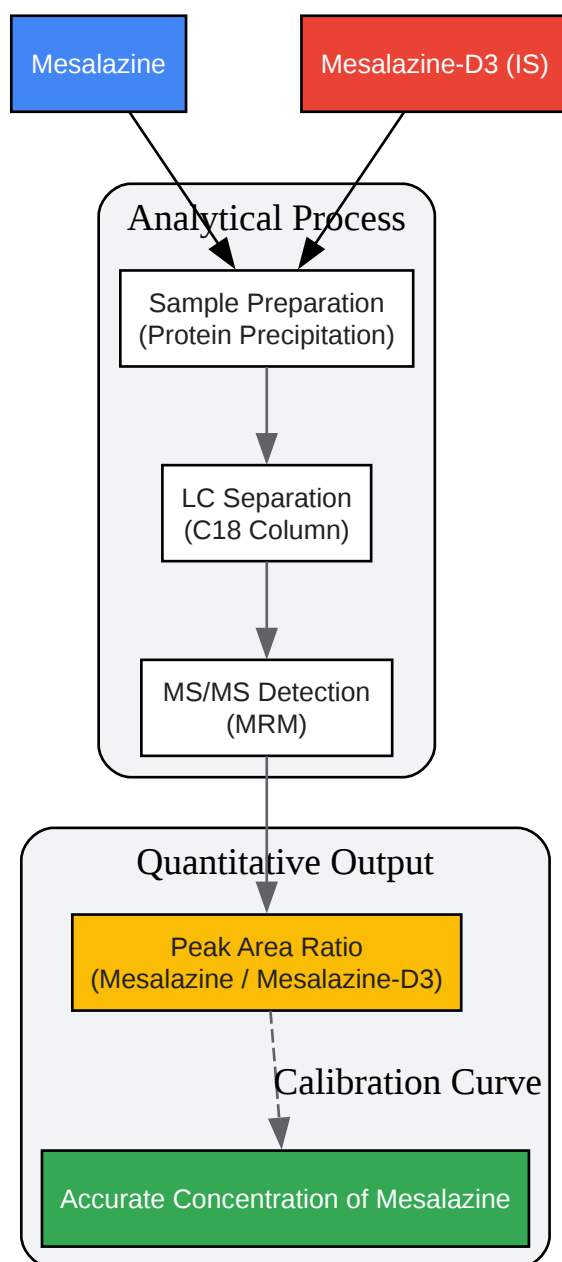 Mesalazine
Mesalazine-D3 (IS)
Analytical Process
Sample Preparation
(Protein Precipitation)
LC Separation
(C18 Column)
MS/MS Detection
(MRM)
Quantitative Output
Peak Area Ratio
(Mesalazine / Mesalazine-D3)
Calibration Curve
Accurate Concentration of Mesalazine